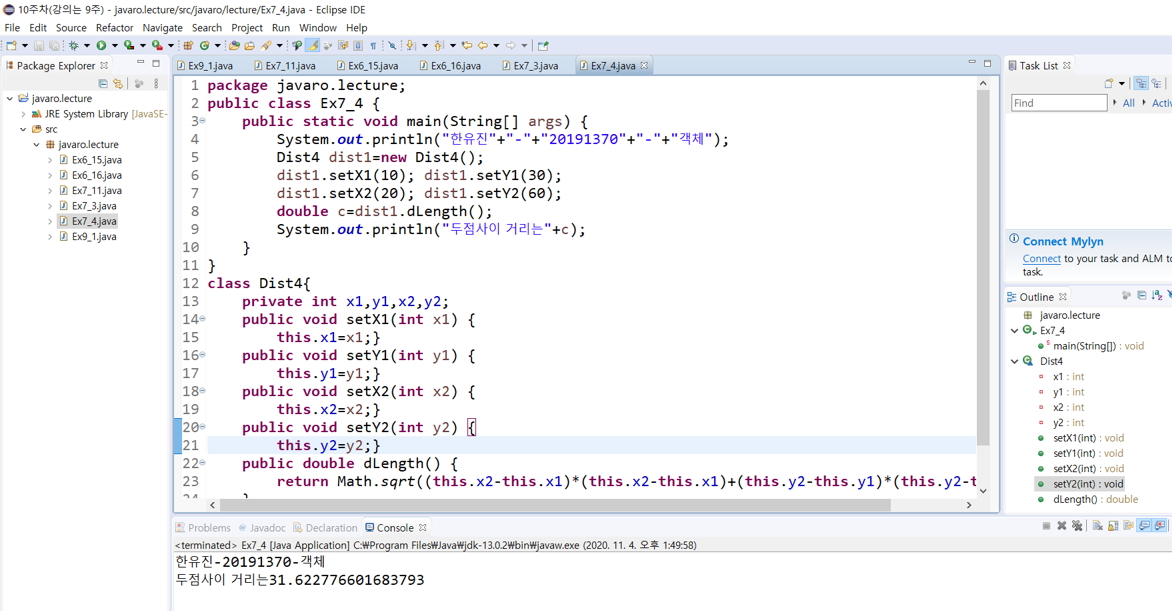 10주차(강의는 9주) - javaro.lecture/src/javaro/lecture/Ex7_4.java - Eclipse IDE
File Edit Source Refactor Navigate Search Project Run Window Help
Package Explorer
javaro.lecture
JRE System Library [JavaSE-
src
javaro.lecture
Ex6_15.java
Ex6_16.java
Ex7_11.java
Ex7_3.java
Ex7_4.java
Ex9_1.java
Ex9_1.java Ex7_11.java Ex6_15.java Ex6_16.java Ex7_3.java Ex7_4.java
1 package javaro.lecture;
2 public class Ex7_4 {
3 public static void main(String[] args) {
4 System.out.println("한유진"+"-"+"20191370"+"-"+"객체");
5 Dist4 dist1=new Dist4();
6 dist1.setX1(10); dist1.setY1(30);
7 dist1.setX2(20); dist1.setY2(60);
8 double c=dist1.dLength();
9 System.out.println("두점사이 거리는"+c);
10 }
11 }
12 class Dist4{
13 private int x1,y1,x2,y2;
14 public void setX1(int x1) {
15 this.x1=x1;}
16 public void setY1(int y1) {
17 this.y1=y1;}
18 public void setX2(int x2) {
19 this.x2=x2;}
20 public void setY2(int y2) {
21 this.y2=y2;}
22 public double dLength() {
23 return Math.sqrt((this.x2-this.x1)*(this.x2-this.x1)+(this.y2-this.y1)*(this.y2-t
Task List
Find All Activ
Connect Mylyn
Connect to your task and ALM to
task.
Outline
javaro.lecture
Ex7_4
main(String[]) : void
Dist4
x1 : int
y1 : int
x2 : int
y2 : int
setX1(int) : void
setY1(int) : void
setX2(int) : void
setY2(int) : void
dLength() : double
Problems Javadoc Declaration Console
<terminated> Ex7_4 [Java Application] C:₩Program Files₩Java₩jdk-13.0.2₩bin₩javaw.exe (2020. 11. 4. 오후 1:49:58)
한유진-20191370-객체
두점사이 거리는31.622776601683793